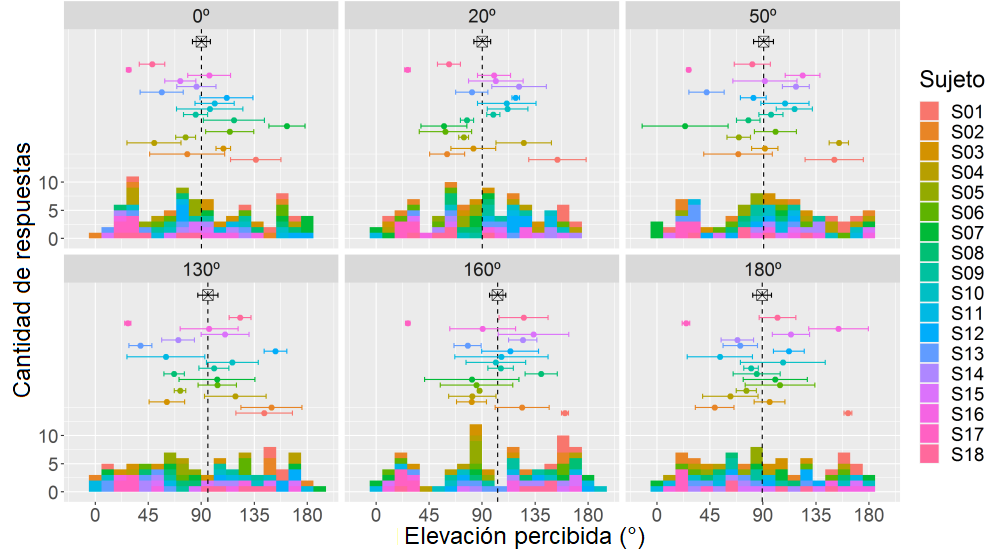 0º 20º 50º
10
5
0
130º 160º 180º
10
5
0
0 45 90 135 180 0 45 90 135 180 0 45 90 135 180
Elevación percibida (°)
Cantidad de respuestas
Sujeto
S01
S02
S03
S04
S05
S06
S07
S08
S09
S10
S11
S12
S13
S14
S15
S16
S17
S18